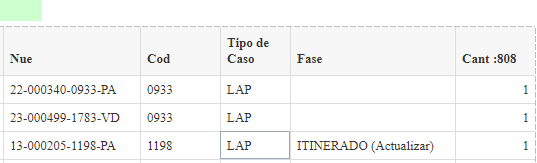 Nue Cod Tipo de Caso Fase Cant :808
22-000340-0933-PA 0933 LAP 1
23-000499-1783-VD 0933 LAP 1
13-000205-1198-PA 1198 LAP ITINERADO (Actualizar) 1